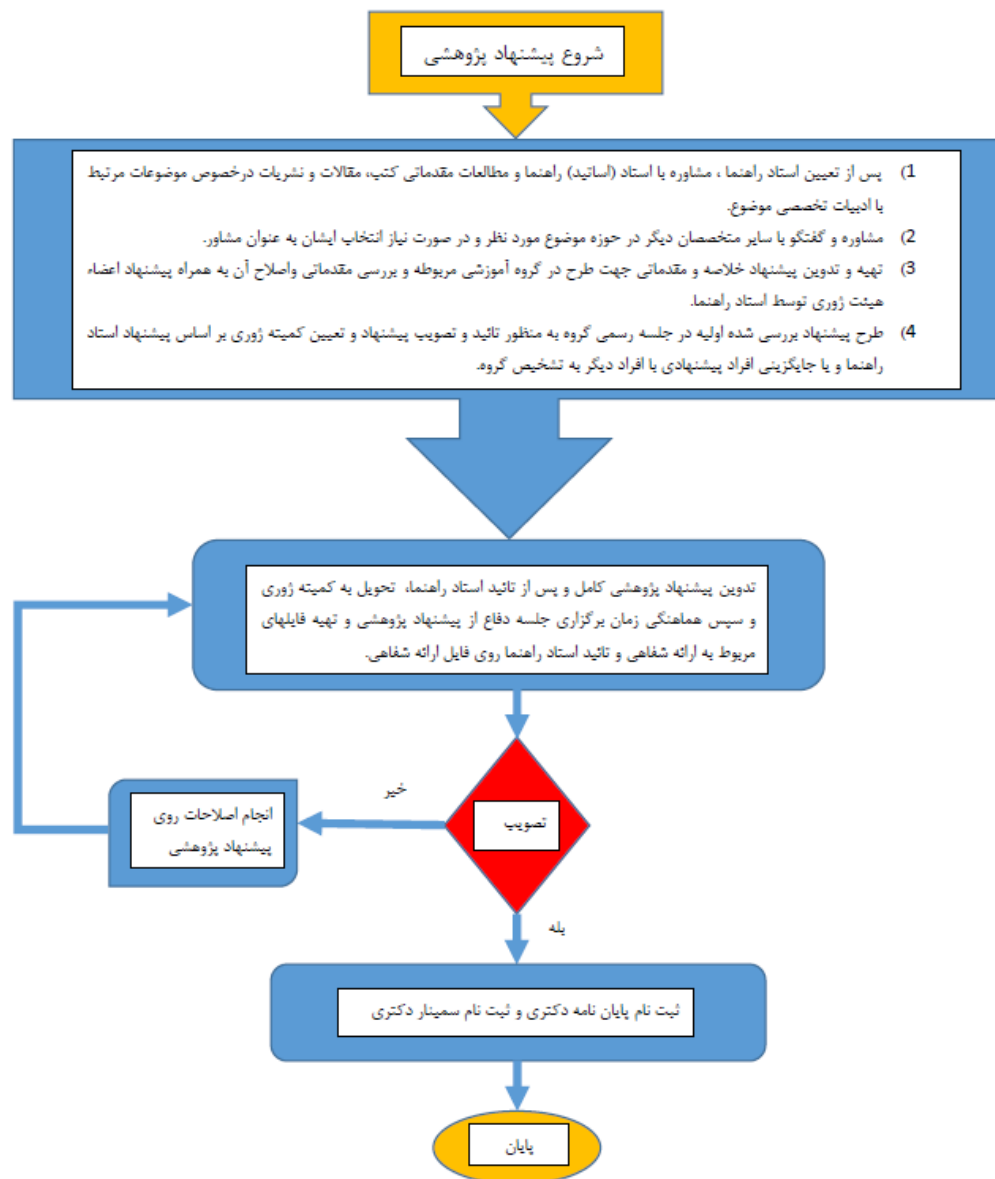 شروع پیشنهاد پژوهشی
1) پس از تعیین استاد راهنما ، مشاوره با استاد (اساتید) راهنما و مطالعات مقدماتی کتب، مقالات و نشریات درخصوص موضوعات مرتبط
با ادبیات تخصصی موضوع.
2) مشاوره و گفتگو با سایر متخصصان دیگر در حوزه موضوع مورد نظر و در صورت نیاز انتخاب ایشان به عنوان مشاور.
3) تهیه و تدوین پیشنهاد خلاصه و مقدماتی جهت طرح در گروه آموزشی مربوطه و بررسی مقدماتی واصلاح آن به همراه پیشنهاد اعضاء
هیئت ژوری توسط استاد راهنما.
4) طرح پیشنهاد بررسی شده اولیه در جلسه رسمی گروه به منظور تائید و تصویب پیشنهاد و تعیین کمیته ژوری بر اساس پیشنهاد استاد
راهنما و یا جایگزینی افراد پیشنهادی با افراد دیگر به تشخیص گروه.
تدوین پیشنهاد پژوهشی کامل و پس از تائید استاد راهنما، تحویل به کمیته ژوری
و سپس هماهنگی زمان برگزاری جلسه دفاع از پیشنهاد پژوهشی و تهیه فایلهای
مربوط به ارائه شفاهی و تائید استاد راهنما روی فایل ارائه شفاهی.
خیر
تصویب
انجام اصلاحات روی
پیشنهاد پژوهشی
بله
ثبت نام پایان نامه دکتری و ثبت نام سمینار دکتری
پایان